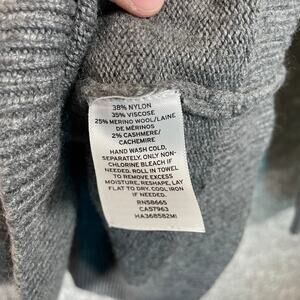 38% NYLON
35% VISCOSE
25% MERINO WOOL/LAINE
DE MÉRINOS
2% CASHMERE/
CACHEMIRE
HAND WASH COLD,
SEPARATELY, ONLY NON-
CHLORINE BLEACH IF
NEEDED. ROLL IN TOWEL
TO REMOVE EXCESS
MOISTURE, RESHAPE, LAY
FLAT TO DRY. COOL IRON
IF NEEDED.
RN58665
CA57963
HA368582MI